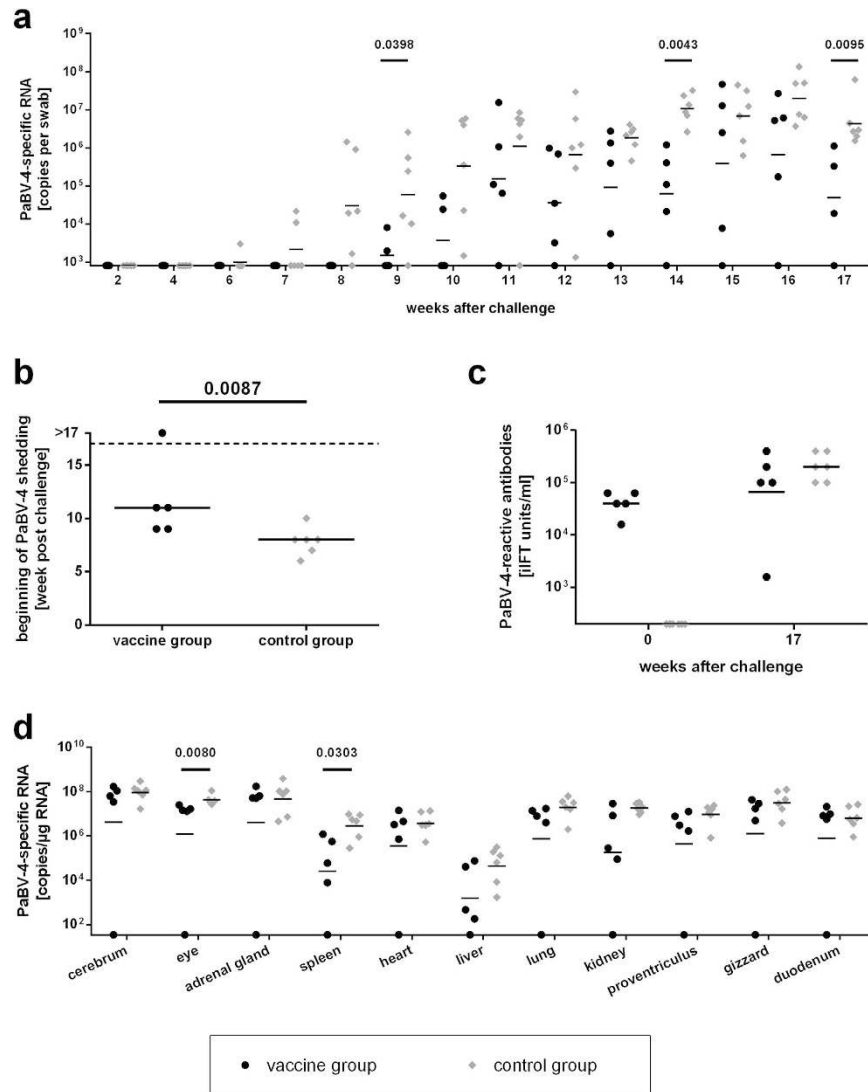 a
PaBV-4-specific RNA
[copies per swab]
10⁹
10⁸
10⁷
10⁶
10⁵
10⁴
10³
0.0398
0.0043
0.0095
2 4 6 7 8 9 10 11 12 13 14 15 16 17
weeks after challenge
b
0.0087
beginning of PaBV-4 shedding
[week post challenge]
>17
15
10
5
0
vaccine group control group
c
PaBV-4-reactive antibodies
[iIFT units/ml]
10⁶
10⁵
10⁴
10³
0 17
weeks after challenge
d
PaBV-4-specific RNA
[copies/µg RNA]
10¹⁰
10⁸
10⁶
10⁴
10²
0.0080
0.0303
cerebrum
eye
adrenal gland
spleen
heart
liver
lung
kidney
proventriculus
gizzard
duodenum
vaccine group control group